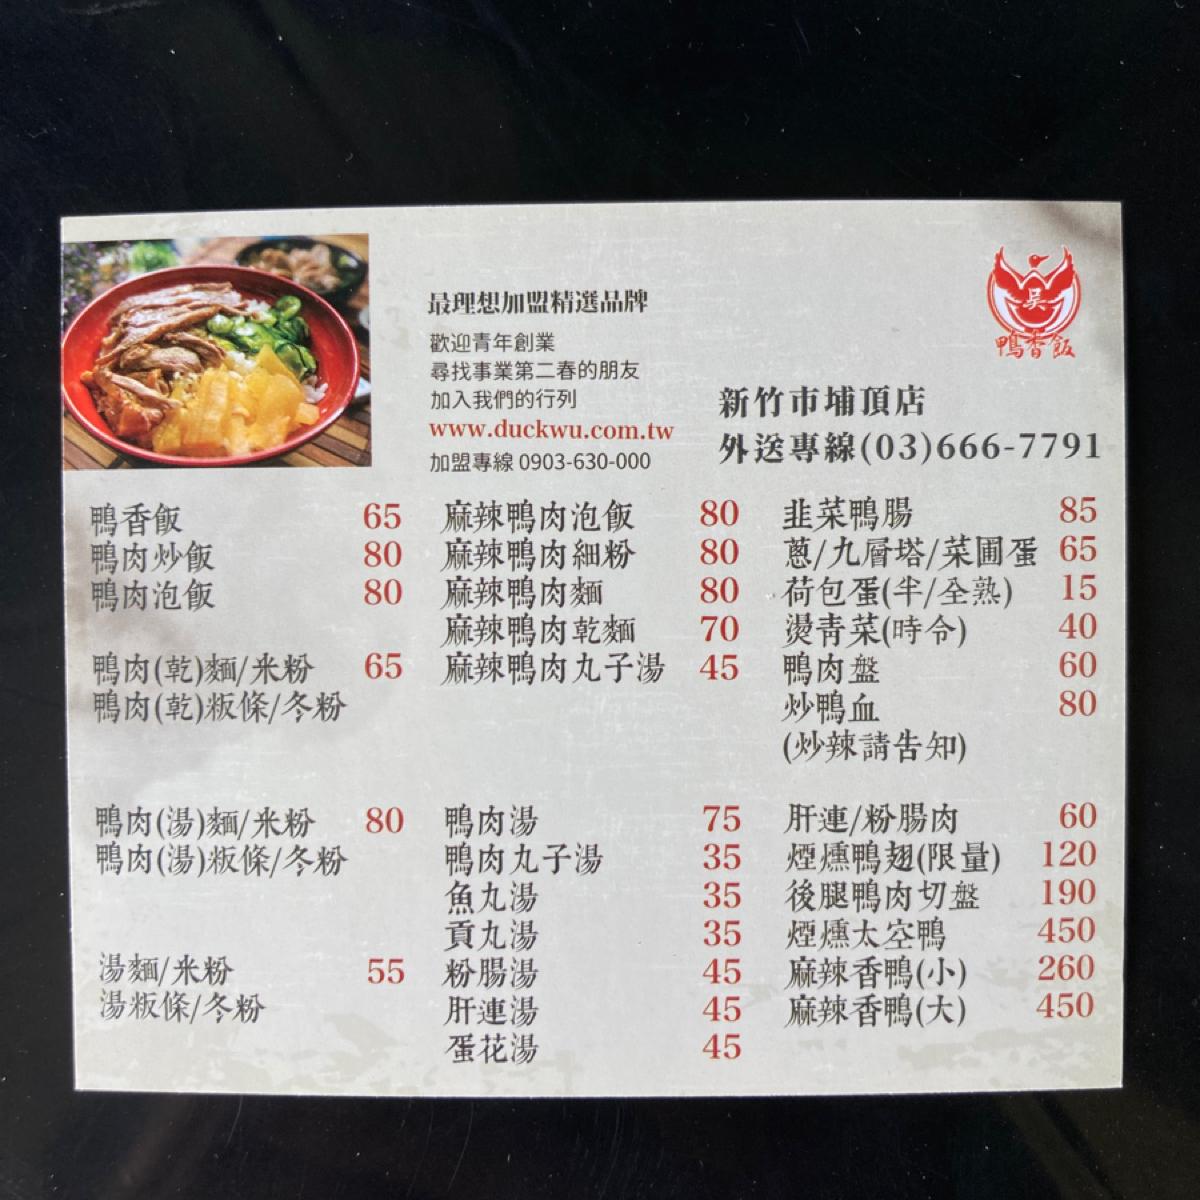 最理想加盟精選品牌
歡迎青年創業
尋找事業第二春的朋友
加入我們的行列
www.duckwu.com.tw
加盟專線 0903-630-000
吳
鴨香飯
新竹市埔頂店
外送專線(03)666-7791
鴨香飯 65
鴨肉炒飯 80
鴨肉泡飯 80
鴨肉(乾)麵/米粉 65
鴨肉(乾)粄條/冬粉
鴨肉(湯)麵/米粉 80
鴨肉(湯)粄條/冬粉
湯麵/米粉 55
湯粄條/冬粉
麻辣鴨肉泡飯 80
麻辣鴨肉細粉 80
麻辣鴨肉麵 80
麻辣鴨肉乾麵 70
麻辣鴨肉丸子湯 45
鴨肉湯 75
鴨肉丸子湯 35
魚丸湯 35
貢丸湯 35
粉腸湯 45
肝連湯 45
蛋花湯 45
韭菜鴨腸 85
蔥/九層塔/菜圃蛋 65
荷包蛋(半/全熟) 15
燙青菜(時令) 40
鴨肉盤 60
炒鴨血 80
(炒辣請告知)
肝連/粉腸肉 60
煙燻鴨翅(限量) 120
後腿鴨肉切盤 190
煙燻太空鴨 450
麻辣香鴨(小) 260
麻辣香鴨(大) 450